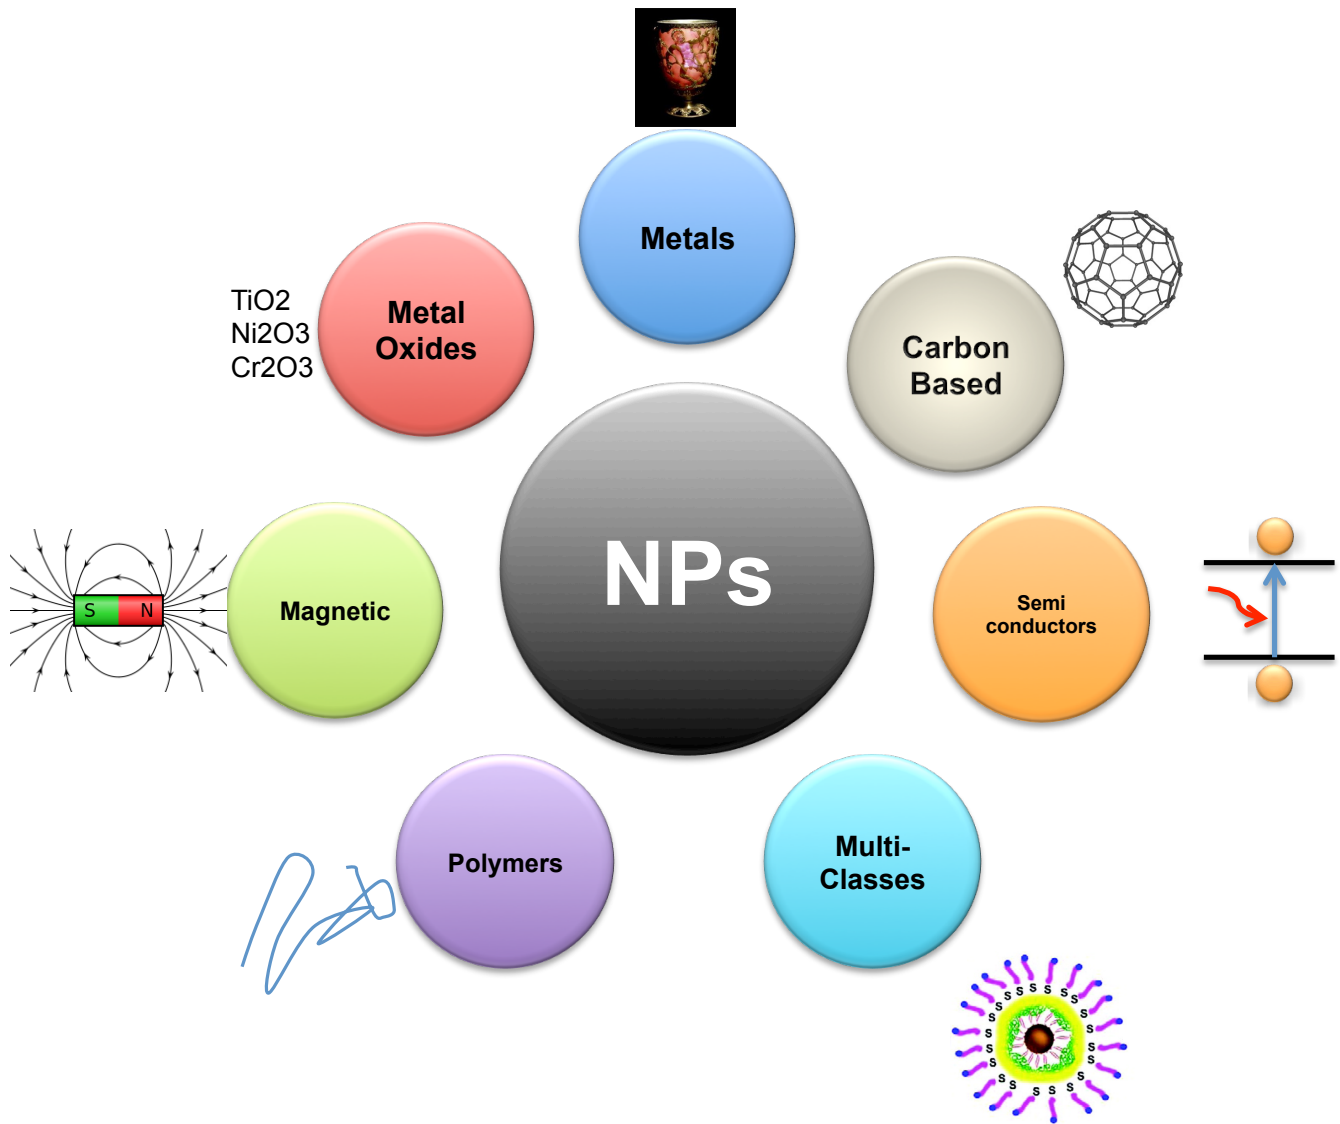 Metals
Metal
Oxides
TiO2
Ni2O3
Cr2O3
Carbon
Based
NPs
Magnetic
S N
Semi
conductors
Polymers
Multi-
Classes
S S S S S S S S S S S S S S S S S S S S S S S S